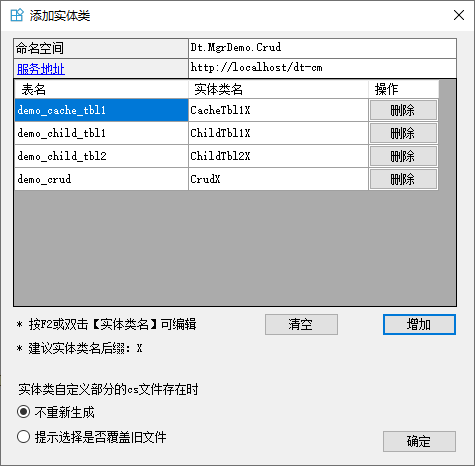 添加实体类
命名空间 Dt.MgrDemo.Crud
服务地址 http://localhost/dt-cm
表名 实体类名 操作
demo_cache_tbl1 CacheTbl1X 删除
demo_child_tbl1 ChildTbl1X 删除
demo_child_tbl2 ChildTbl2X 删除
demo_crud CrudX 删除
* 按F2或双击【实体类名】可编辑 清空 增加
* 建议实体类名后缀：X
实体类自定义部分的cs文件存在时
不重新生成
提示选择是否覆盖旧文件 确定